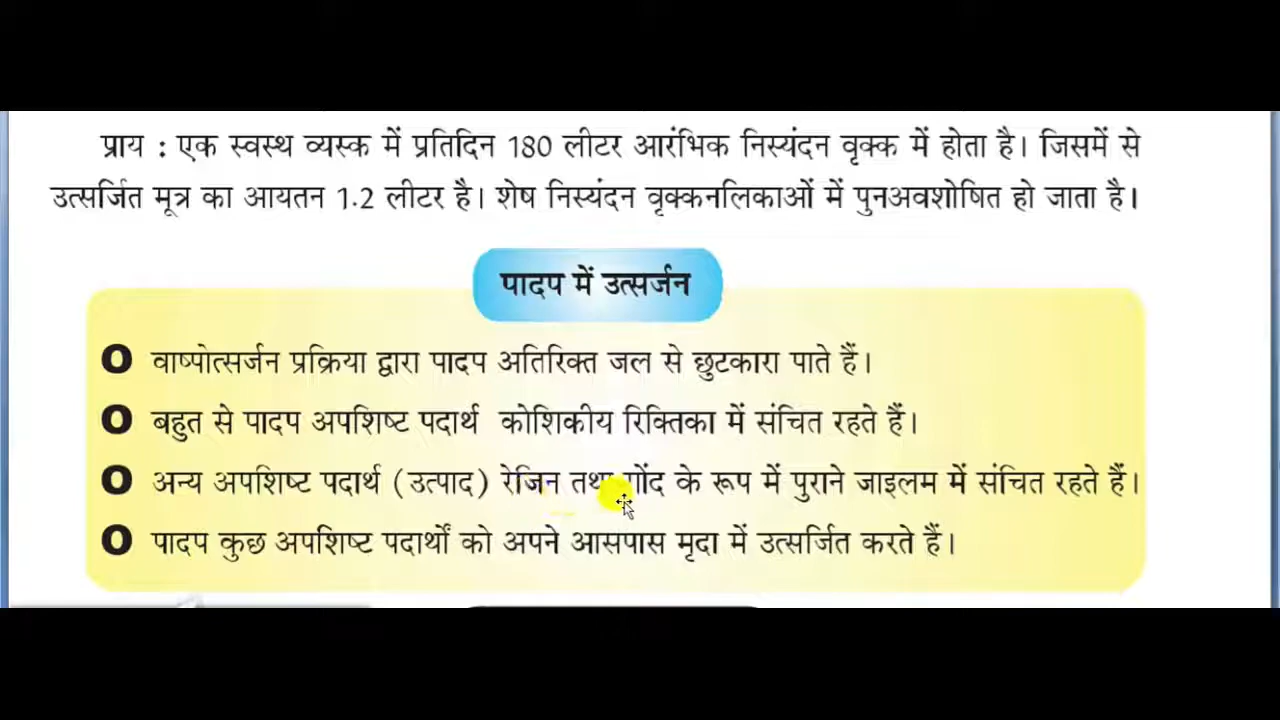 प्राय : एक स्वस्थ व्यस्क में प्रतिदिन 180 लीटर आरंभिक निस्यंदन वृक्क में होता है। जिसमें से
उत्सर्जित मूत्र का आयतन 1.2 लीटर है। शेष निस्यंदन वृक्कनलिकाओं में पुनअवशोषित हो जाता है।
पादप में उत्सर्जन
O वाष्पोत्सर्जन प्रक्रिया द्वारा पादप अतिरिक्त जल से छुटकारा पाते हैं।
O बहुत से पादप अपशिष्ट पदार्थ कोशिकीय रिक्तिका में संचित रहते हैं।
O अन्य अपशिष्ट पदार्थ (उत्पाद) रेजिन तथा गोंद के रूप में पुराने जाइलम में संचित रहते हैं।
O पादप कुछ अपशिष्ट पदार्थों को अपने आसपास मृदा में उत्सर्जित करते हैं।